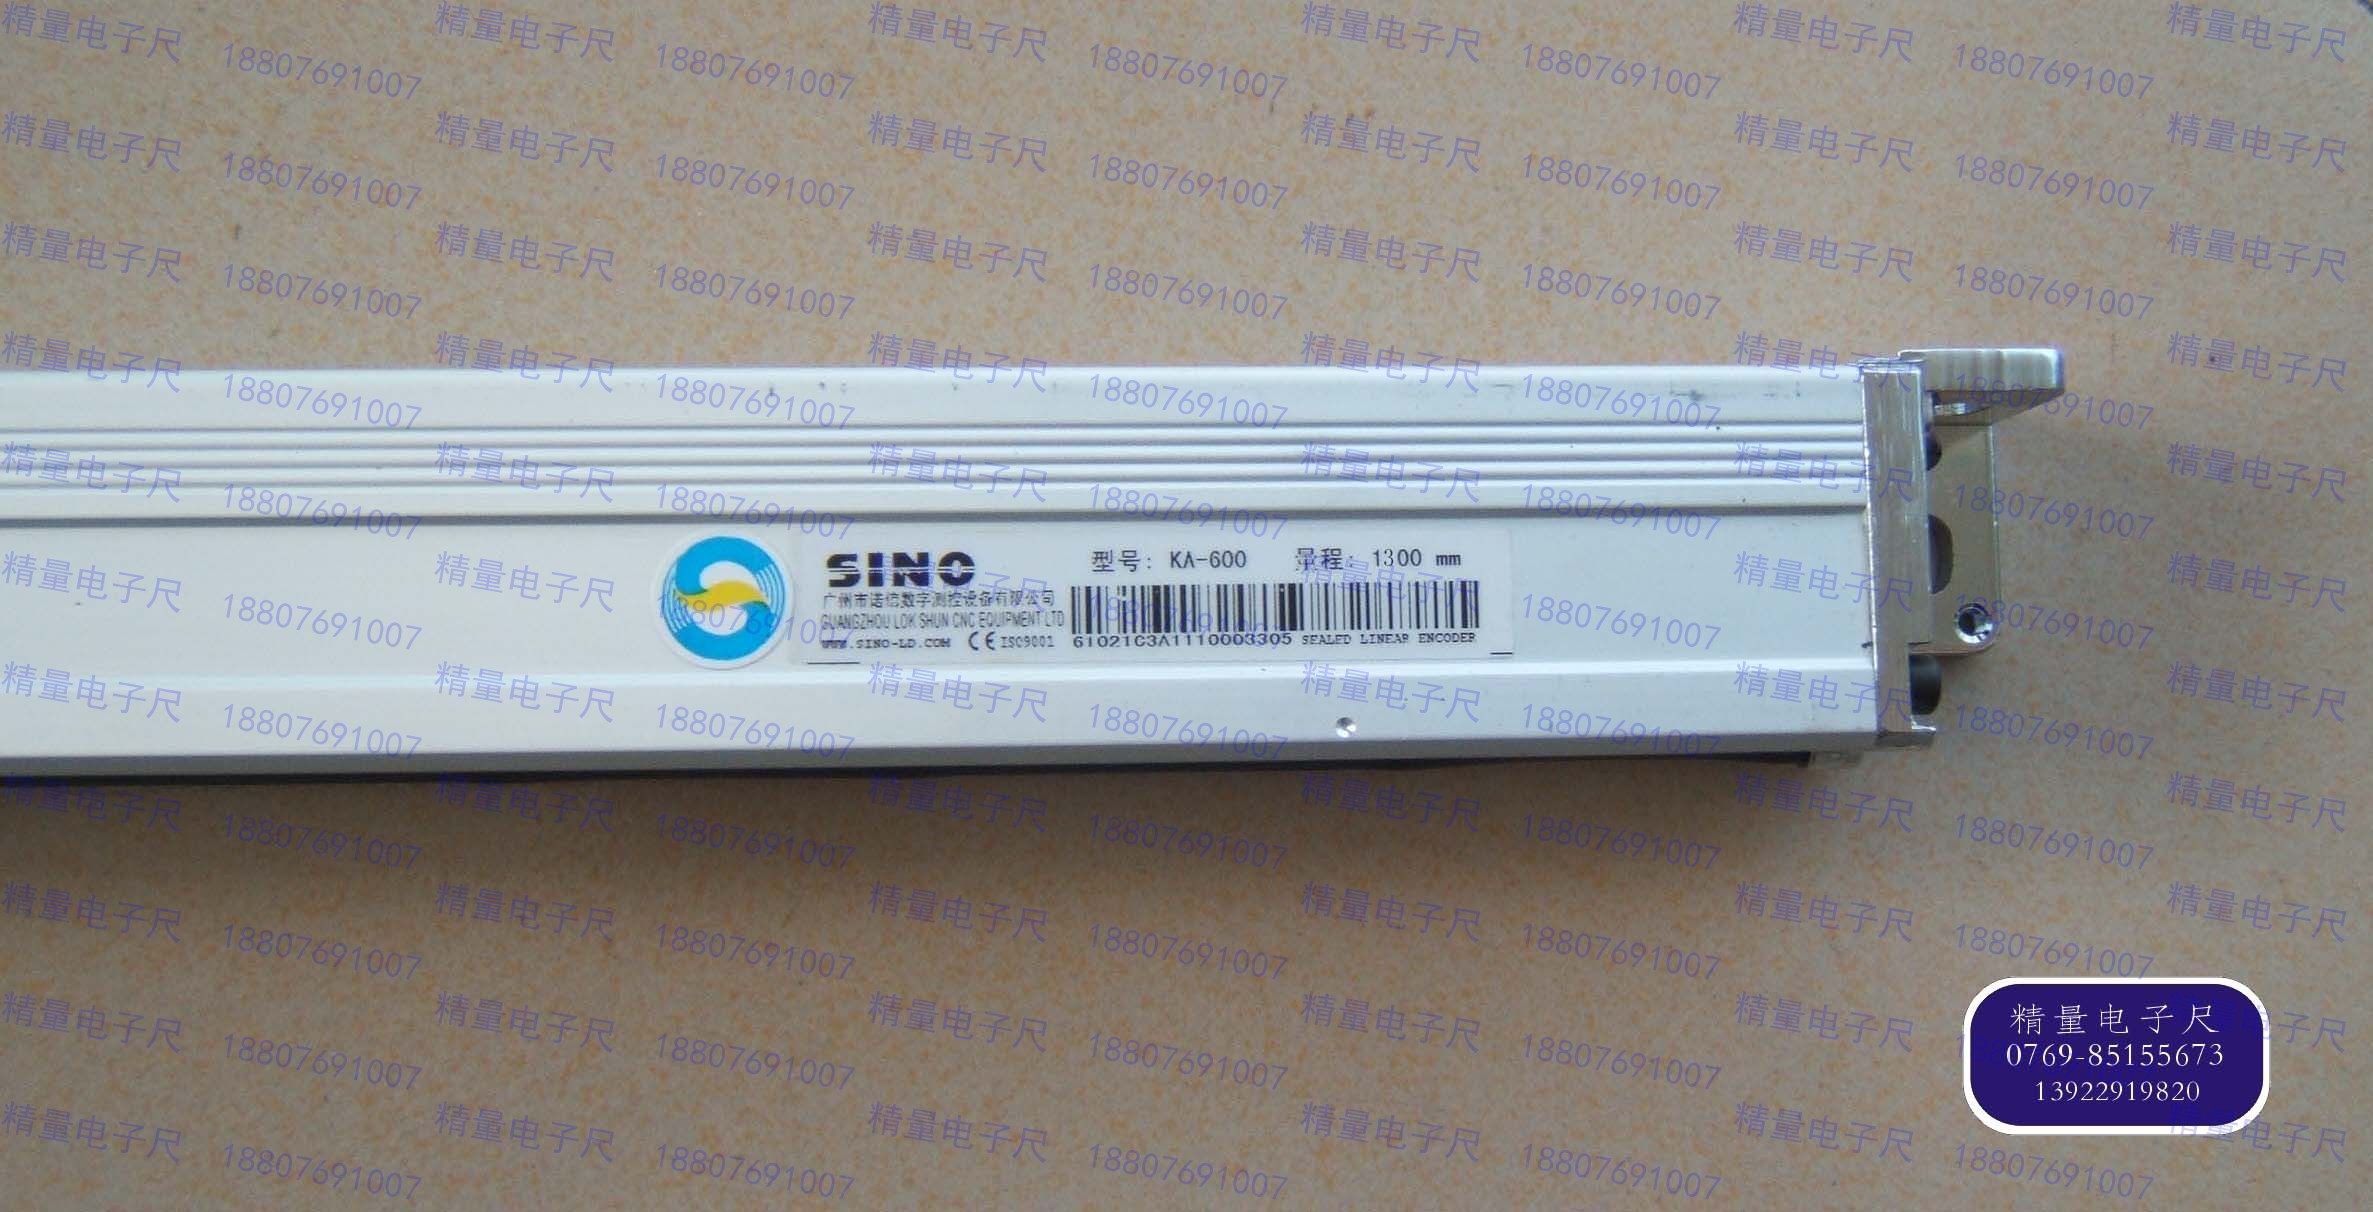 精量电子尺 18807691007
SINO
型号: KA-600 量程: 1300 mm
广州市诺信数字测控设备有限公司
GUANGZHOU LOK SHUN CNC EQUIPMENT LTD
WWW.SINO-LD.COM CE ISO9001
61021C3A1110003305 SEALED LINEAR ENCODER
精量电子尺
0769-85155673
13922919820